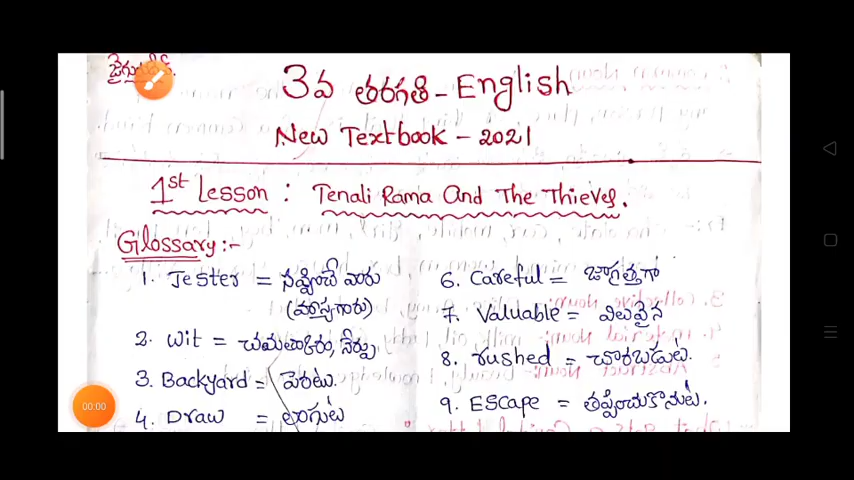 3వ తరగతి - English
New Textbook - 2021
1st Lesson : Tenali Rama And The Thieves.
Glossary :-
1. Jester = నవ్వించే వారు
(హాస్యగారు)
2. Wit = చమత్కారం, నేర్పు
3. Backyard = పెరటు.
4. Draw = లాగుట
6. Careful = జాగ్రత్తగా
7. Valuable = విలువైన
8. rushed = చొరబడుట.
9. Escape = తప్పించుకొనుట.
00:00